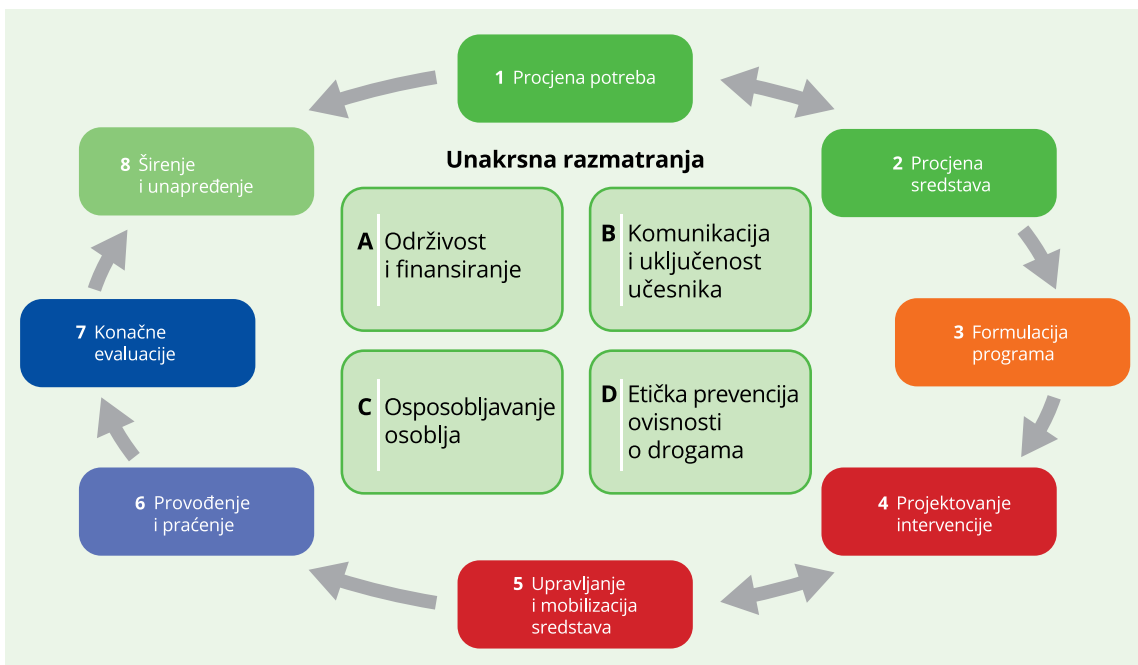 1 Procjena potreba
2 Procjena
sredstava
3 Formulacija
programa
4 Projektovanje
intervencije
5 Upravljanje
i mobilizacija
sredstava
6 Provođenje
i praćenje
7 Konačne
evaluacije
8 Širenje
i unapređenje
Unakrsna razmatranja
A Održivost
i finansiranje
B Komunikacija
i uključenost
učesnika
C Osposobljavanje
osoblja
D Etička prevencija
ovisnosti
o drogama